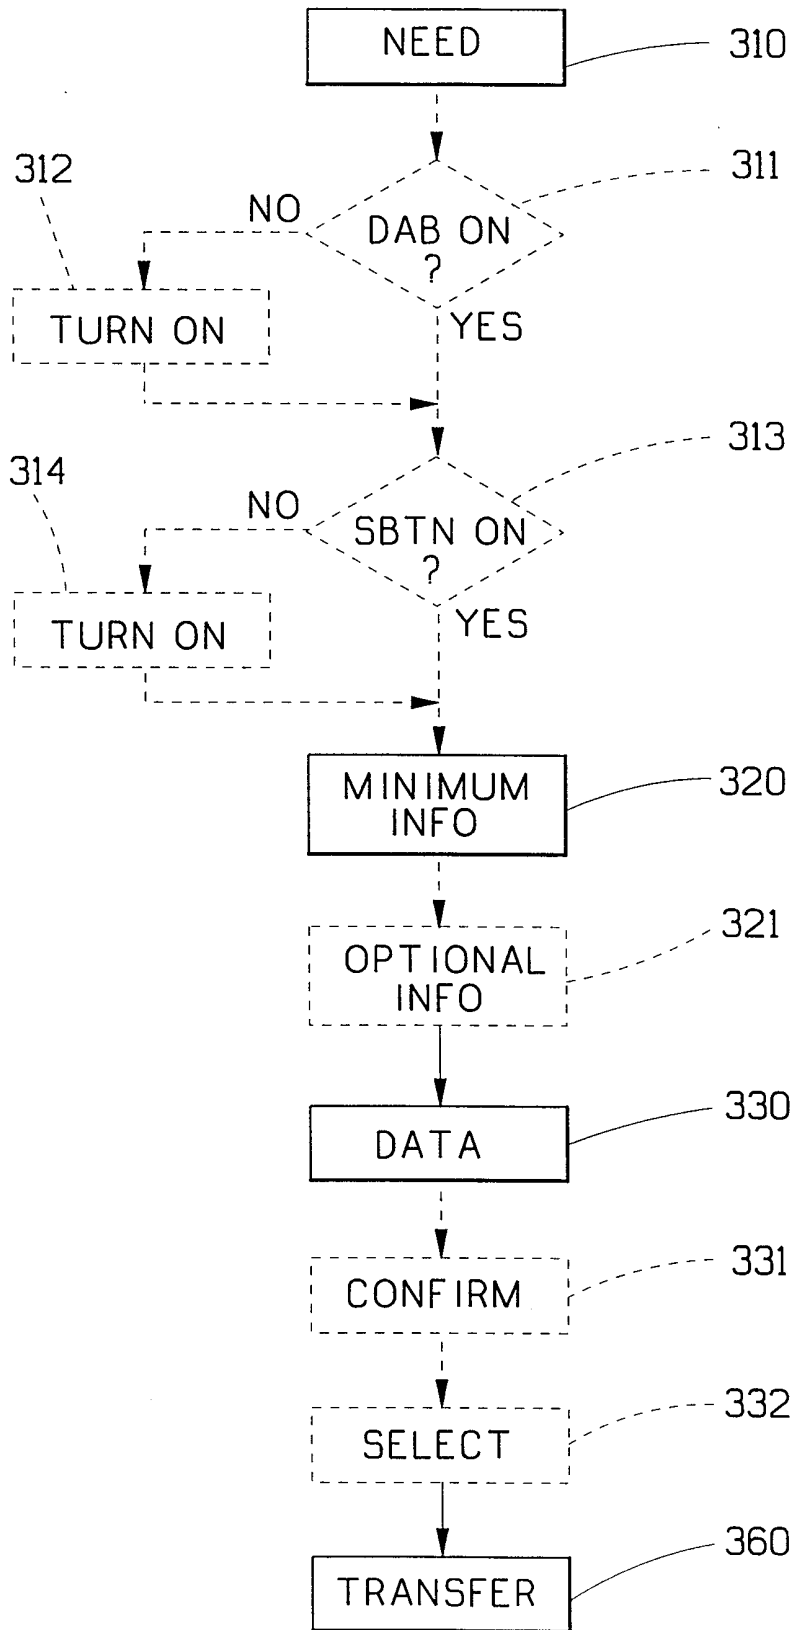 NEED
310
312
311
NO
DAB ON
?
TURN ON
YES
313
314
NO
SBTN ON
?
TURN ON
YES
MINIMUM
INFO
320
321
OPTIONAL
INFO
330
DATA
331
CONFIRM
332
SELECT
360
TRANSFER